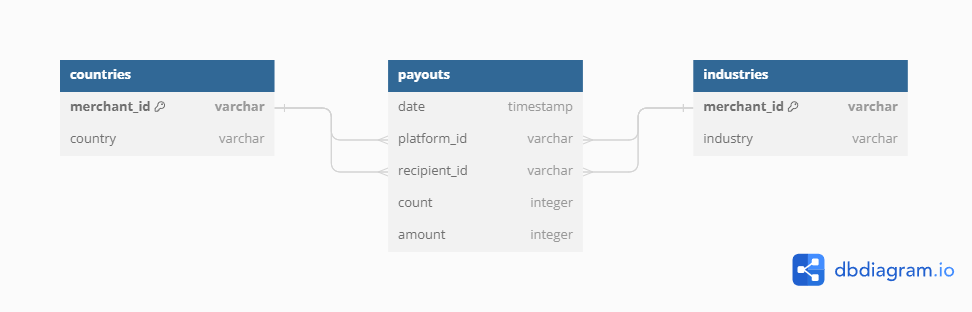 countries
merchant_id varchar
country varchar
payouts
date timestamp
platform_id varchar
recipient_id varchar
count integer
amount integer
industries
merchant_id varchar
industry varchar
dbdiagram.io